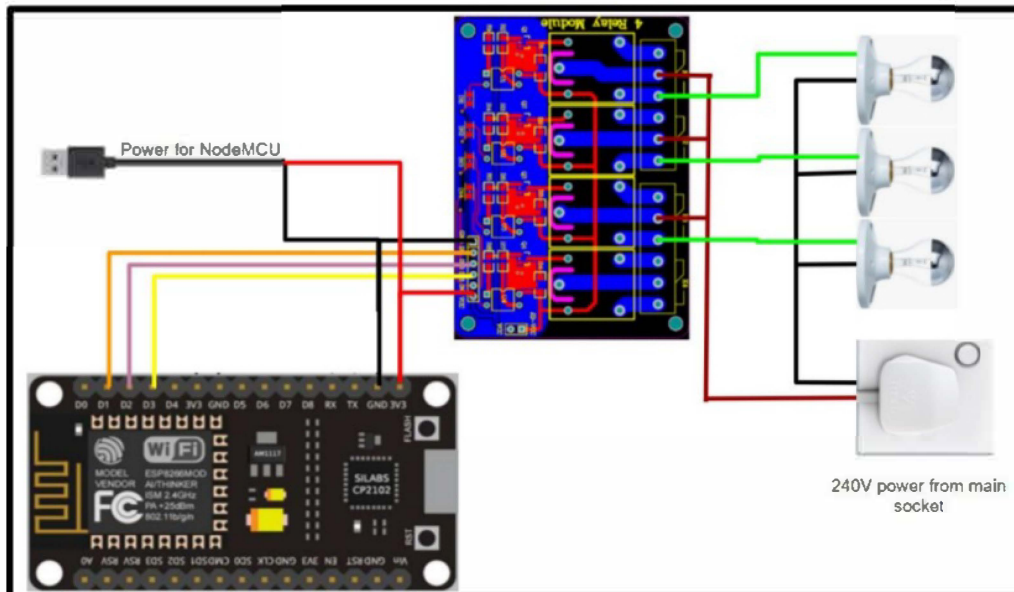 4 Relay Module
Power for NodeMCU
D0 D1 D2 D3 D4 3V3 GND D5 D6 D7 D8 RX TX GND 3V3
FLASH
WiFi
MODEL
VENDOR
ESP8266MOD
AI/THINKER
ISM 2.4GHz
PA +25dBm
802.11b/g/n
FC
AMS1117
SILABS
CP2102
RST
A0 RSV RSV SD3 SD2 SD1 CMD SD0 CLK GND 3V3 EN RST GND Vin
240V power from main
socket